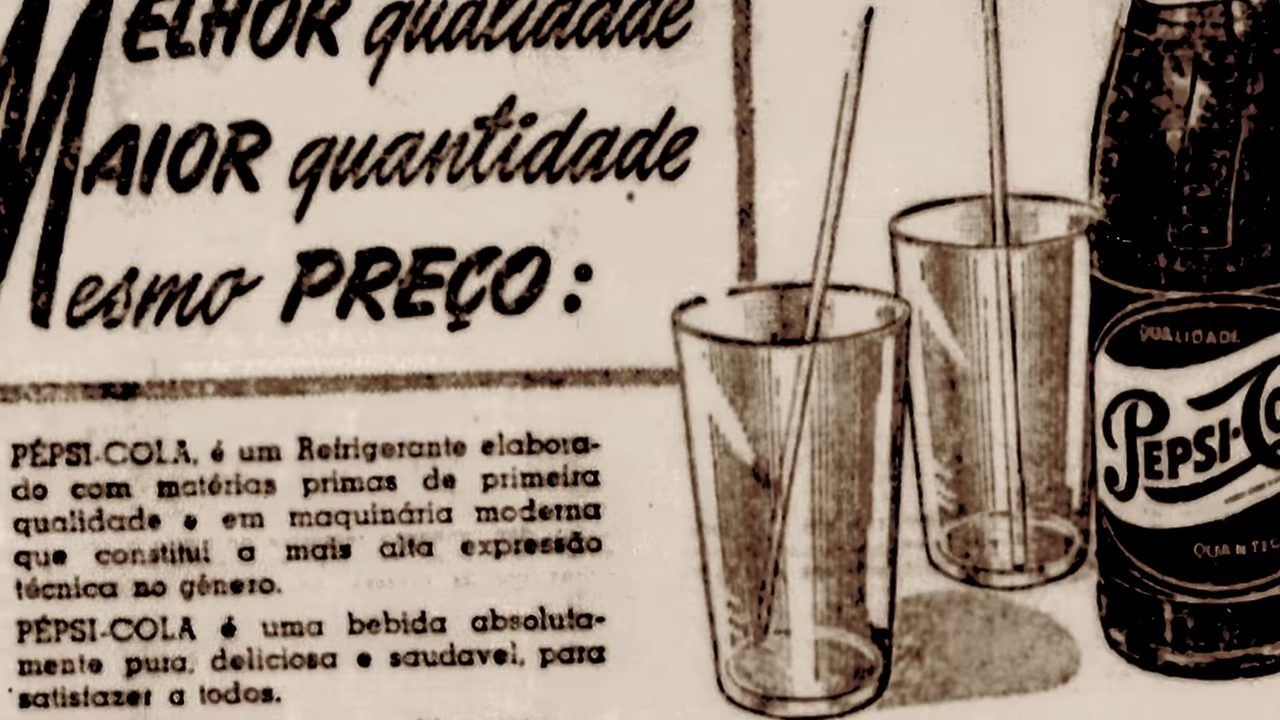 MELHOR qualidade
MAIOR quantidade
Mesmo PREÇO:
PÉPSI-COLA, é um Refrigerante elabora-
do com matérias primas de primeira
qualidade e em maquinária moderna
que constitui a mais alta expressão
técnica no género.
PÉPSI-COLA é uma bebida absoluta-
mente pura, deliciosa e saudavel, para
satisfazer a todos.
QUALIDADE
PEPSI-Co
QUANTID